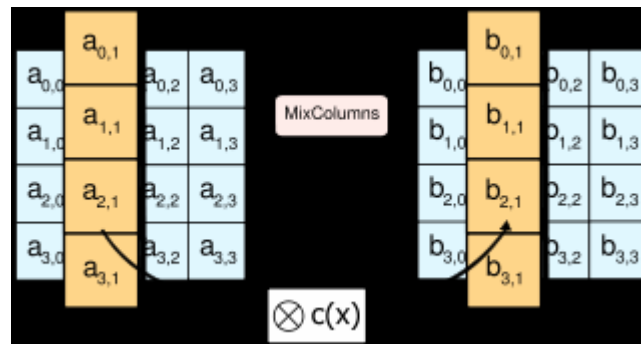 a0,0 a0,1 a0,2 a0,3
a1,0 a1,1 a1,2 a1,3
a2,0 a2,1 a2,2 a2,3
a3,0 a3,1 a3,2 a3,3
MixColumns
b0,0 b0,1 b0,2 b0,3
b1,0 b1,1 b1,2 b1,3
b2,0 b2,1 b2,2 b2,3
b3,0 b3,1 b3,2 b3,3
⊗ c(x)